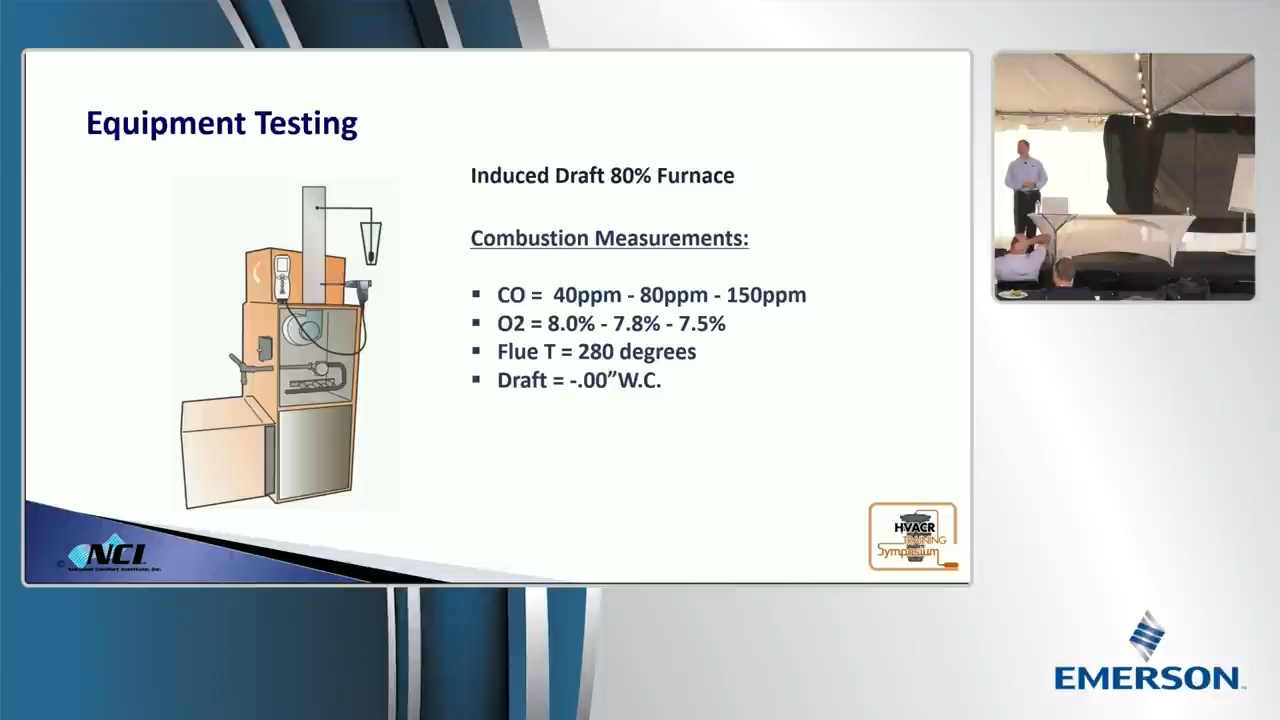 Equipment Testing
Induced Draft 80% Furnace
Combustion Measurements:
▪ CO = 40ppm - 80ppm - 150ppm
▪ O2 = 8.0% - 7.8% - 7.5%
▪ Flue T = 280 degrees
▪ Draft = -.00”W.C.
© NCI
HVACR
TRAINING
Symposium
EMERSON